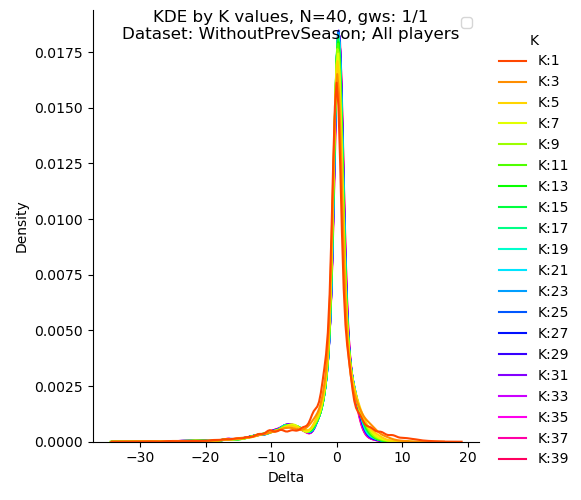 KDE by K values, N=40, gws: 1/1
Dataset: WithoutPrevSeason; All players
K
K:1
K:3
K:5
K:7
K:9
K:11
K:13
K:15
K:17
K:19
K:21
K:23
K:25
K:27
K:29
K:31
K:33
K:35
K:37
K:39
Density
0.0175
0.0150
0.0125
0.0100
0.0075
0.0050
0.0025
0.0000
−30
−20
−10
0
10
20
Delta